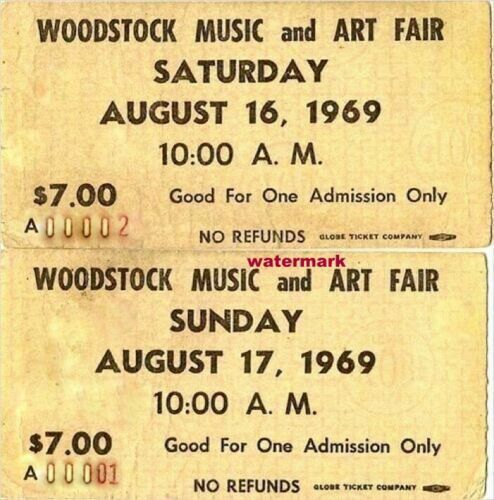 WOODSTOCK MUSIC and ART FAIR
SATURDAY
AUGUST 16, 1969
10:00 A. M.
$7.00 Good For One Admission Only
A 00002
NO REFUNDS GLOBE TICKET COMPANY
watermark
WOODSTOCK MUSIC and ART FAIR
SUNDAY
AUGUST 17, 1969
10:00 A. M.
$7.00 Good For One Admission Only
A 00001
NO REFUNDS GLOBE TICKET COMPANY